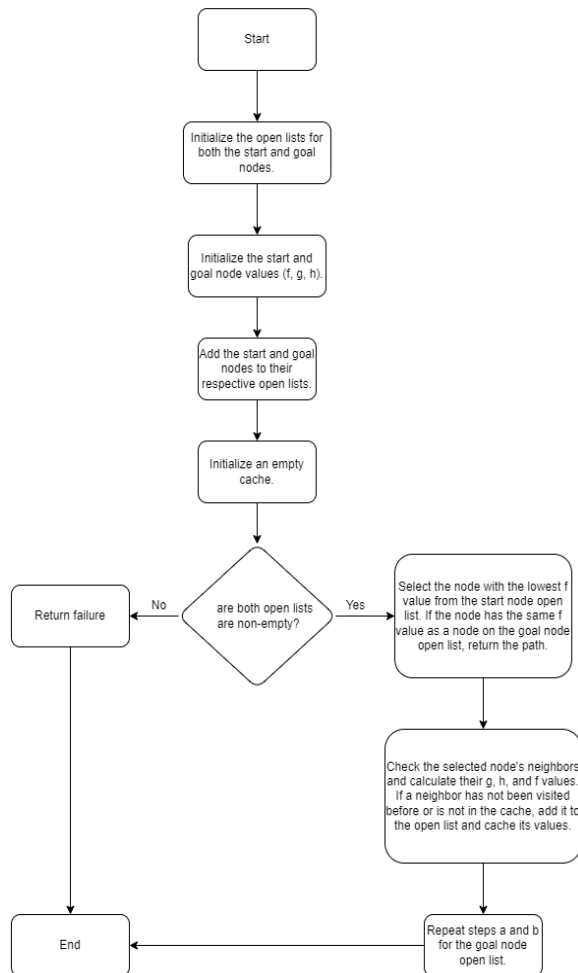 Start
Initialize the open lists for
both the start and goal
nodes.
Initialize the start and
goal node values (f, g, h).
Add the start and goal
nodes to their
respective open lists.
Initialize an empty
cache.
are both open lists
are non-empty?
No
Yes
Return failure
Select the node with the lowest f
value from the start node open
list. If the node has the same f
value as a node on the goal node
open list, return the path.
Check the selected node's neighbors
and calculate their g, h, and f values.
If a neighbor has not been visited
before or is not in the cache, add it to
the open list and cache its values.
Repeat steps a and b
for the goal node
open list.
End